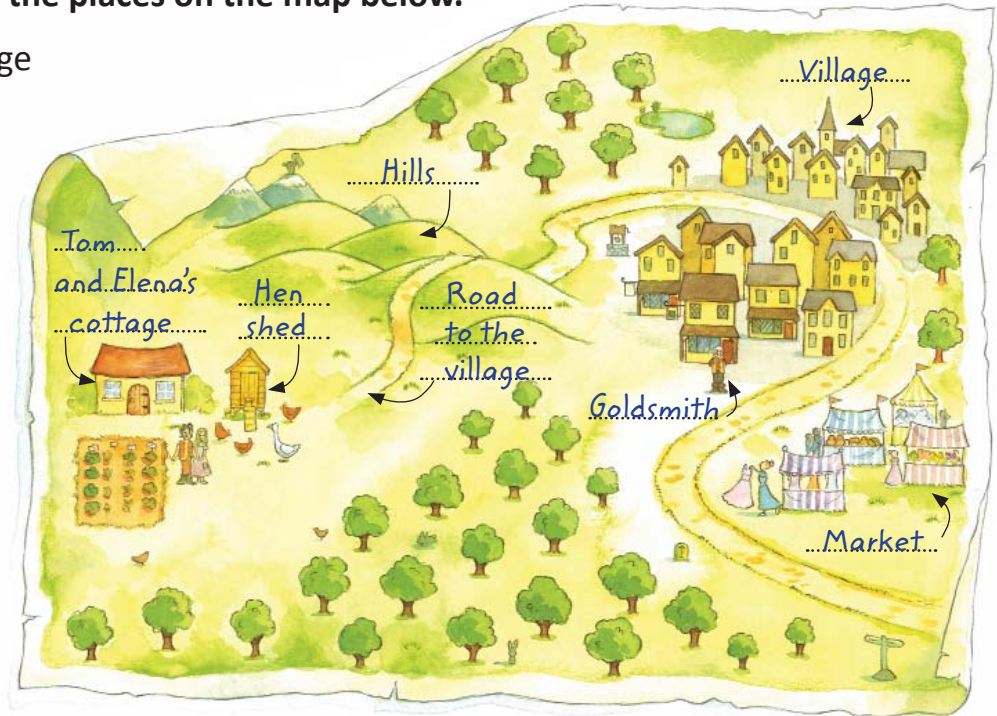 the places on the map below.
ge
Village
Hills
Tom
and Elena's
cottage
Hen
shed
Road
to the
village
Goldsmith
Market